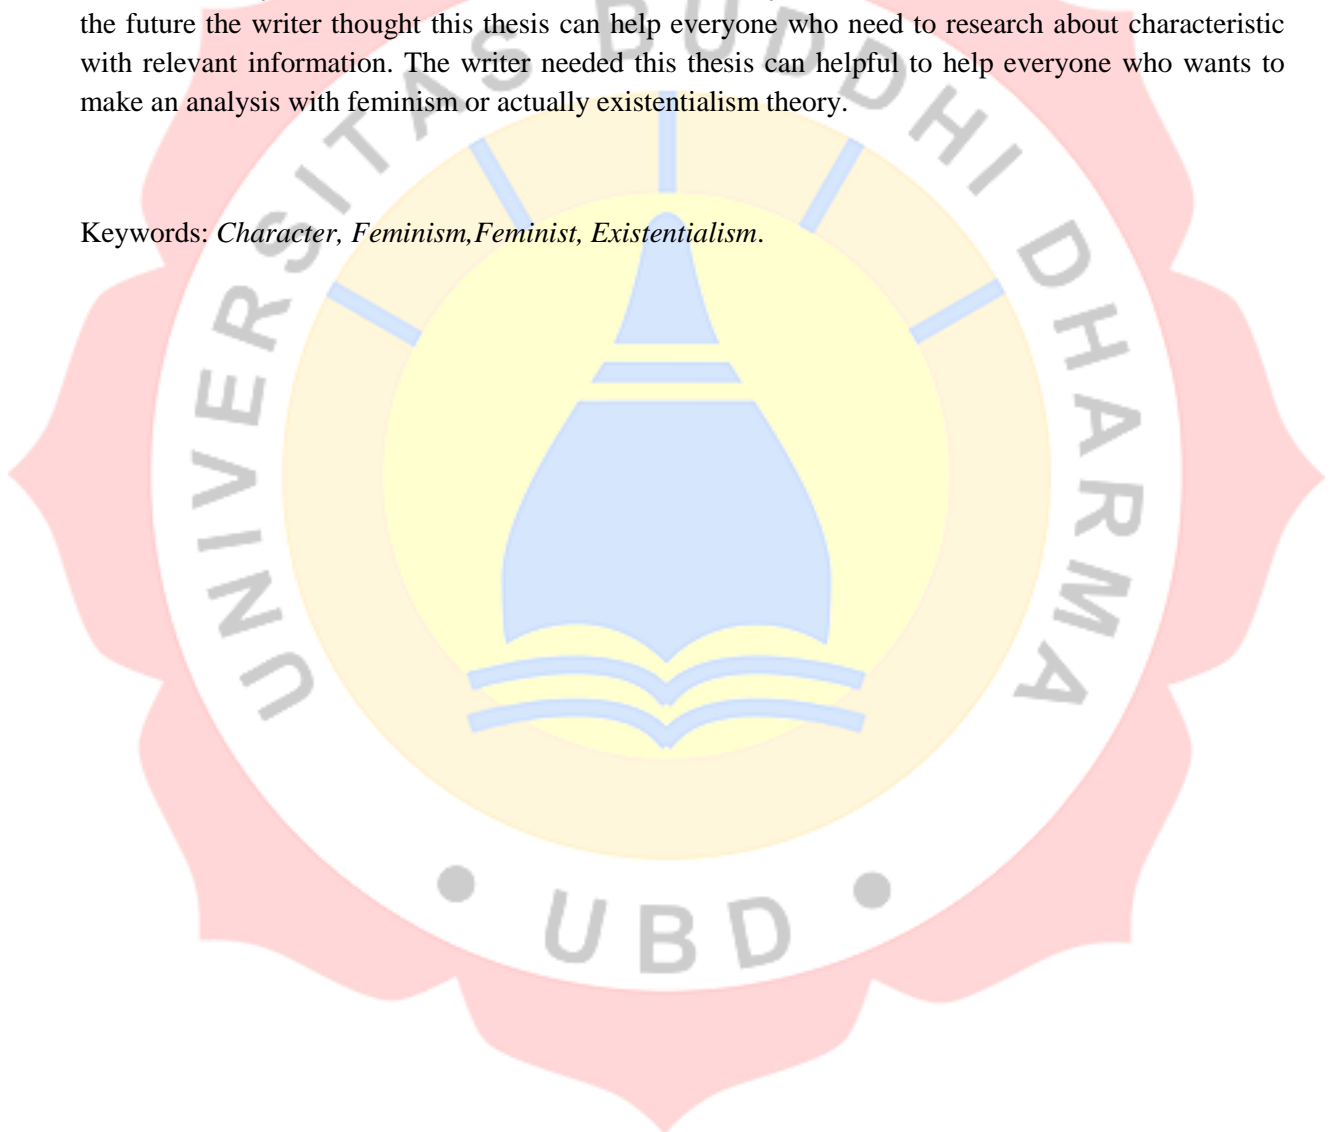 the future the writer thought this thesis can help everyone who need to research about characteristic
with relevant information. The writer needed this thesis can helpful to help everyone who wants to
make an analysis with feminism or actually existentialism theory.
Keywords: Character, Feminism,Feminist, Existentialism.
UNIVERSITAS BUDDHI DHARMA
• UBD •